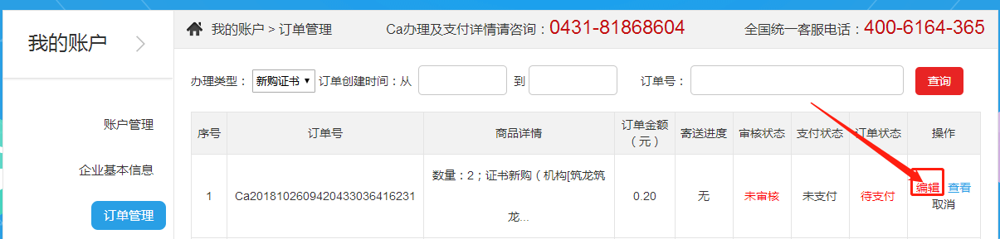 我的账户
我的账户 > 订单管理 Ca办理及支付详情请咨询：0431-81868604 全国统一客服电话：400-6164-365
办理类型： 新购证书 订单创建时间：从 到 订单号： 查询
账户管理
企业基本信息
订单管理
序号 订单号 商品详情 订单金额（元） 寄送进度 审核状态 支付状态 订单状态 操作
1 Ca2018102609420433036416231 数量：2；证书新购（机构[筑龙筑龙... 0.20 无 未审核 未支付 待支付 编辑 查看
取消